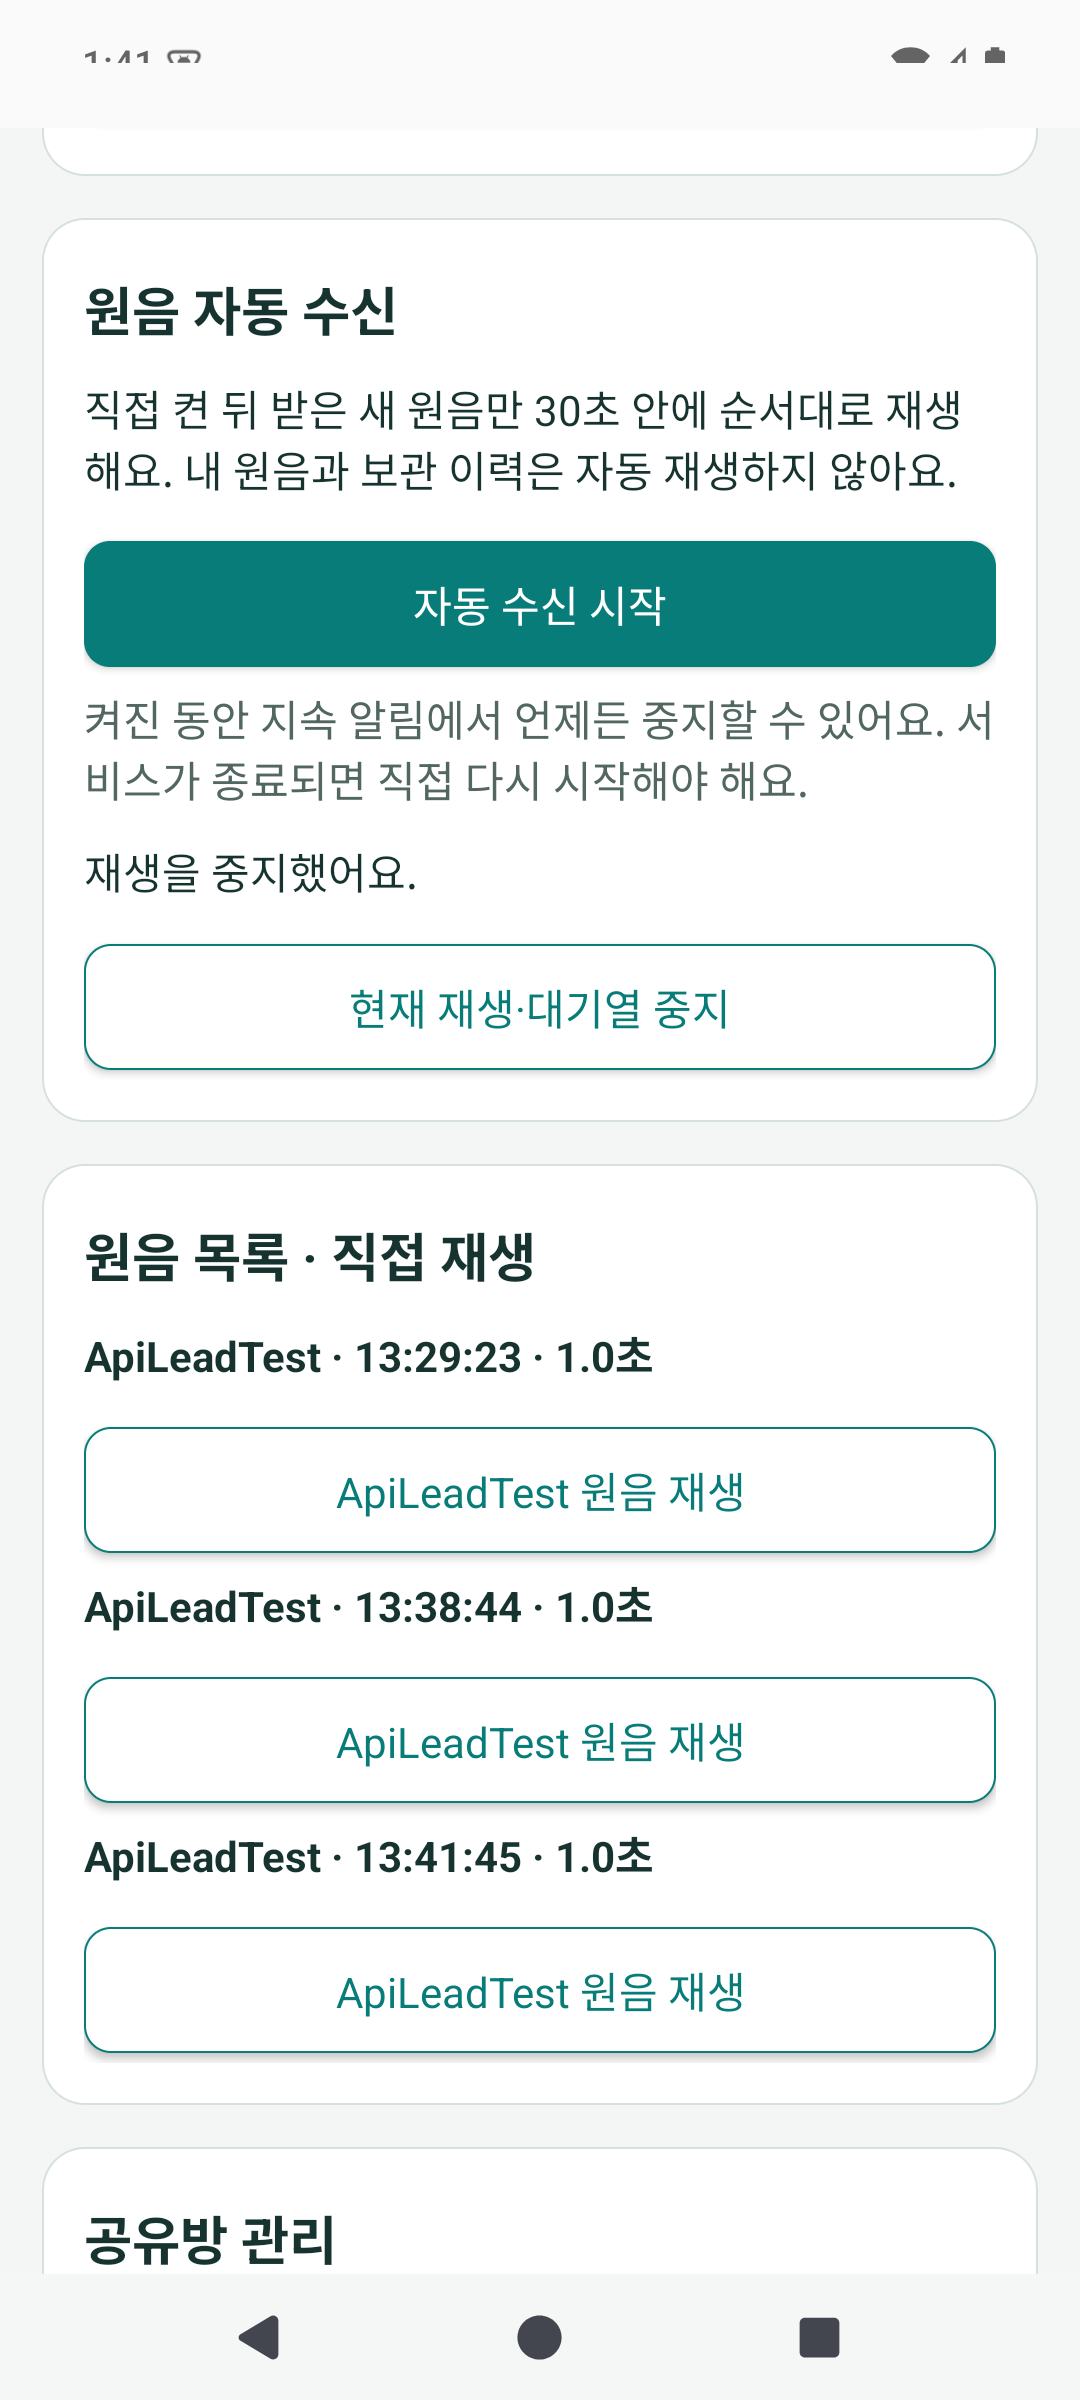 1:41
원음 자동 수신
직접 켠 뒤 받은 새 원음만 30초 안에 순서대로 재생
해요. 내 원음과 보관 이력은 자동 재생하지 않아요.
자동 수신 시작
켜진 동안 지속 알림에서 언제든 중지할 수 있어요. 서
비스가 종료되면 직접 다시 시작해야 해요.
재생을 중지했어요.
현재 재생·대기열 중지
원음 목록 · 직접 재생
ApiLeadTest · 13:29:23 · 1.0초
ApiLeadTest 원음 재생
ApiLeadTest · 13:38:44 · 1.0초
ApiLeadTest 원음 재생
ApiLeadTest · 13:41:45 · 1.0초
ApiLeadTest 원음 재생
공유방 관리